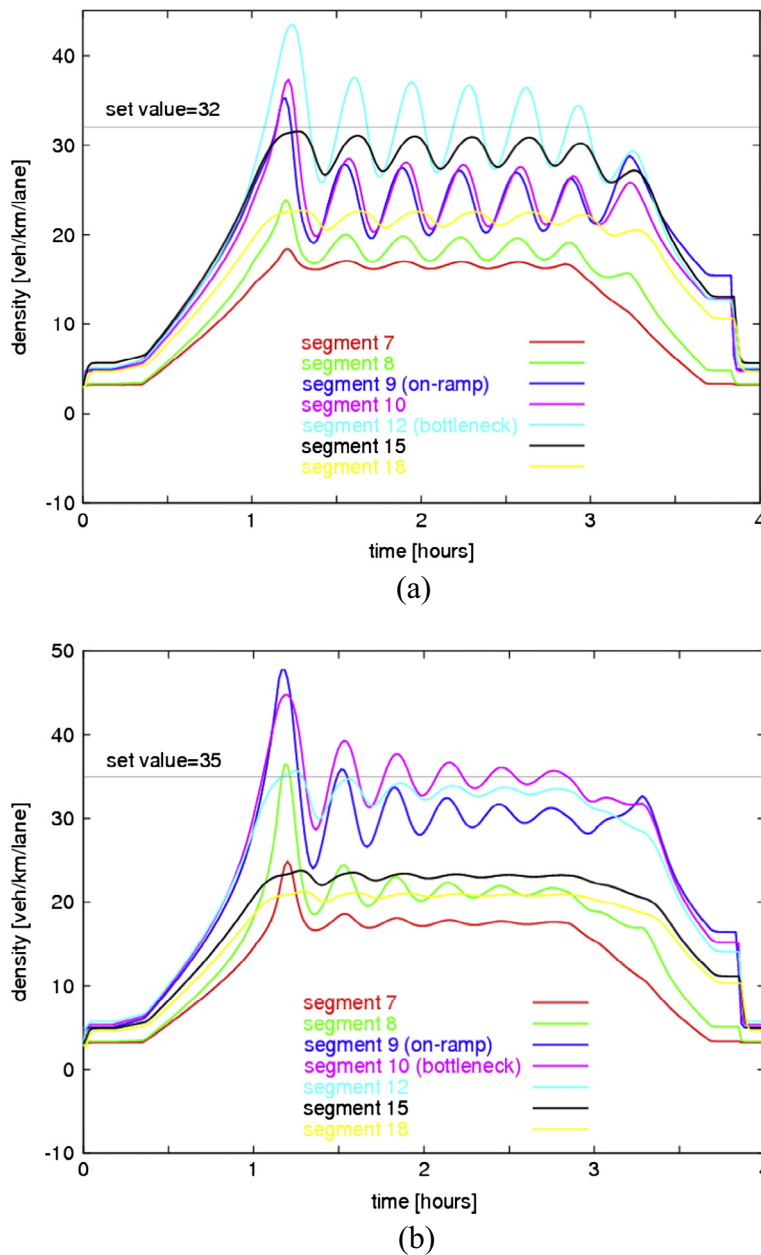 40
set value=32
30
density [veh/km/lane]
20
10
segment 7
segment 8
segment 9 (on-ramp)
segment 10
segment 12 (bottleneck)
segment 15
segment 18
0
-10
0
1
2
3
4
time [hours]
(a)
50
40
set value=35
30
density [veh/km/lane]
20
10
segment 7
segment 8
segment 9 (on-ramp)
segment 10 (bottleneck)
segment 12
segment 15
segment 18
0
-10
0
1
2
3
4
time [hours]
(b)